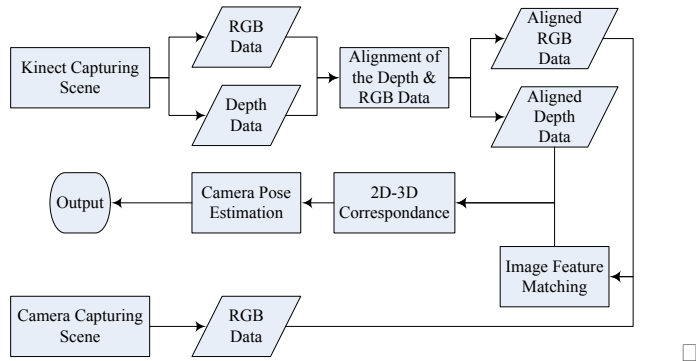 RGB
Data
Kinect Capturing
Scene
Depth
Data
Alignment of
the Depth &
RGB Data
Aligned
RGB
Data
Aligned
Depth
Data
Output
Camera Pose
Estimation
2D-3D
Correspondance
Image Feature
Matching
Camera Capturing
Scene
RGB
Data